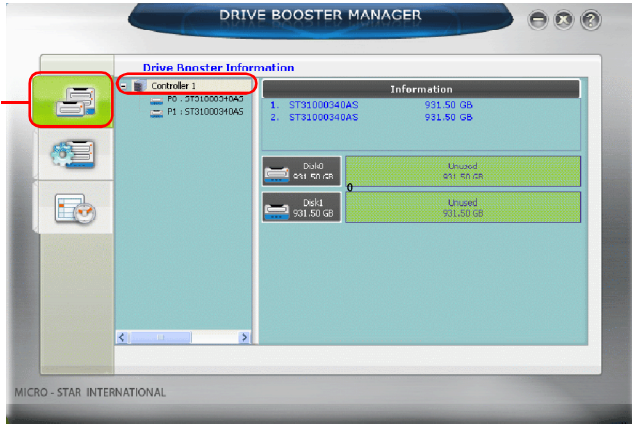 DRIVE BOOSTER MANAGER
Drive Booster Information
Controller 1
P0 : ST31000340AS
P1 : ST31000340AS
Information
1. ST31000340AS 931.50 GB
2. ST31000340AS 931.50 GB
Disk0
931.50 GB
Unused
931.50 GB
0
Disk1
931.50 GB
Unused
931.50 GB
MICRO - STAR INTERNATIONAL